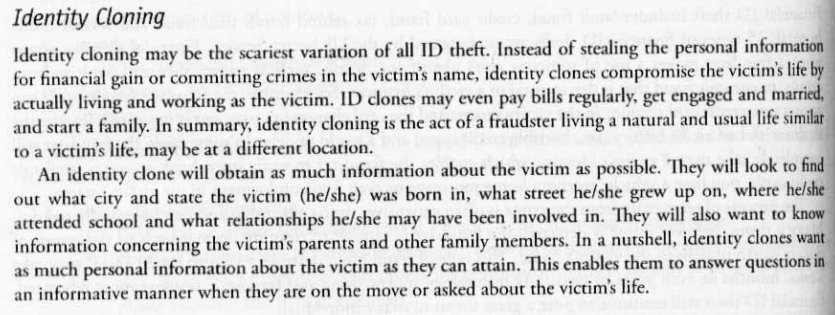 Identity Cloning
Identity cloning may be the scariest variation of all ID theft. Instead of stealing the personal information
for financial gain or committing crimes in the victim's name, identity clones compromise the victim's life by
actually living and working as the victim. ID clones may even pay bills regularly, get engaged and married,
and start a family. In summary, identity cloning is the act of a fraudster living a natural and usual life similar
to a victim's life, may be at a different location.
An identity clone will obtain as much information about the victim as possible. They will look to find
out what city and state the victim (he/she) was born in, what street he/she grew up on, where he/she
attended school and what relationships he/she may have been involved in. They will also want to know
information concerning the victim's parents and other family members. In a nutshell, identity clones want
as much personal information about the victim as they can attain. This enables them to answer questions in
an informative manner when they are on the move or asked about the victim's life.